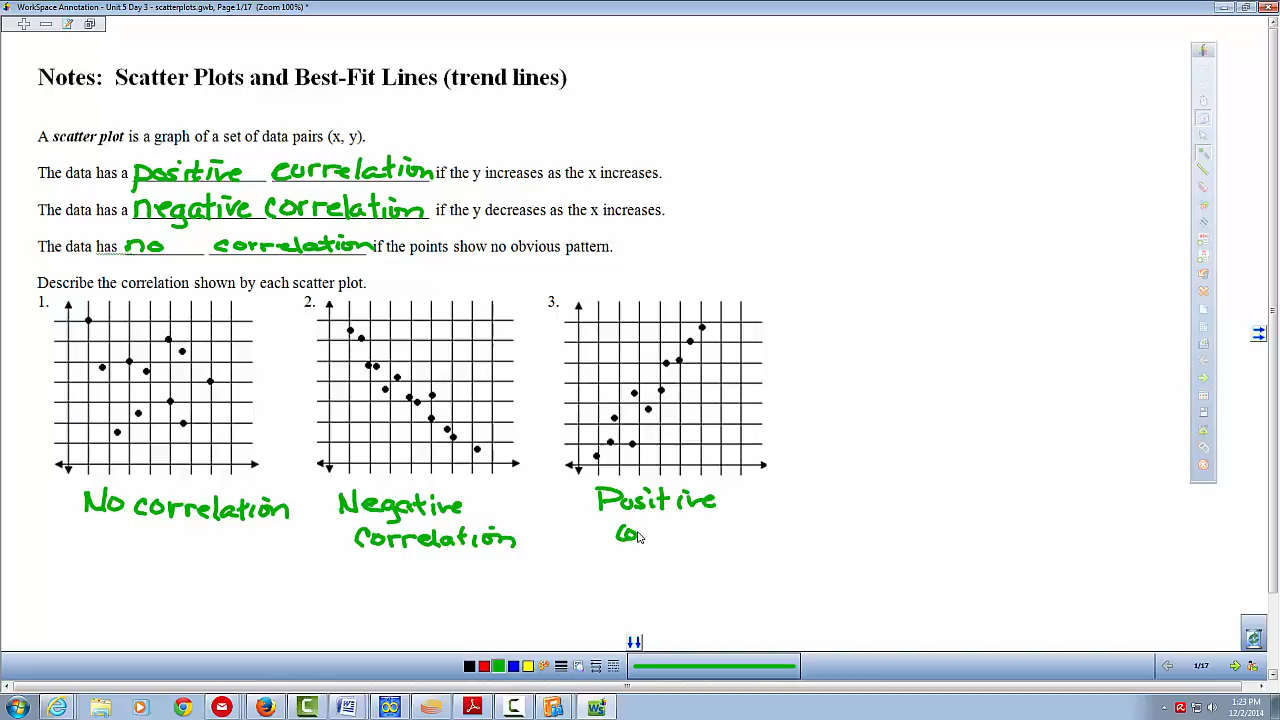 WorkSpace Annotation - Unit 5 Day 3 - scatterplots.gwb, Page 1/17 (Zoom 100%) *
Notes: Scatter Plots and Best-Fit Lines (trend lines)
A scatter plot is a graph of a set of data pairs (x, y).
The data has a positive correlation if the y increases as the x increases.
The data has a negative correlation if the y decreases as the x increases.
The data has no correlation if the points show no obvious pattern.
Describe the correlation shown by each scatter plot.
1. 2. 3.
No correlation
Negative correlation
Positive co
1/17
1:23 PM
12/2/2014